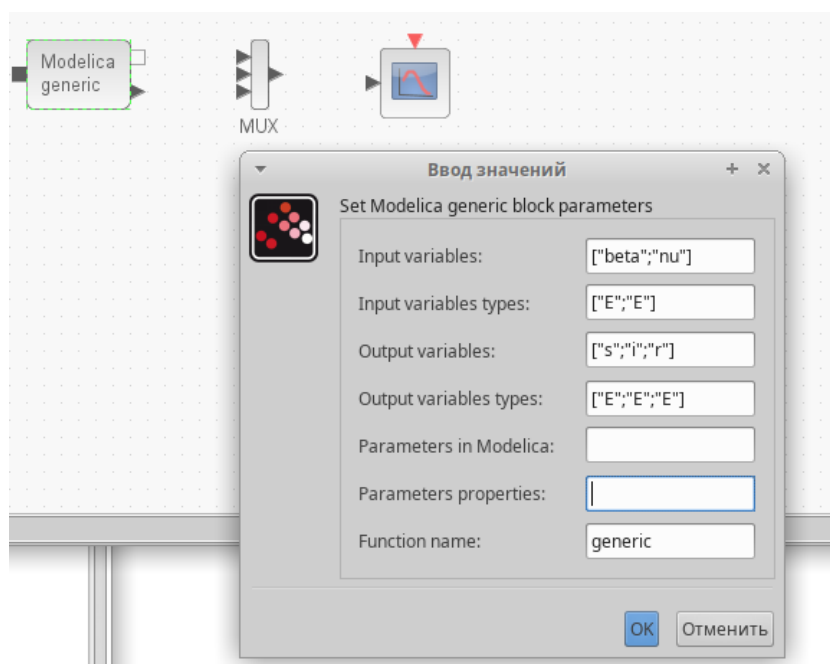 Modelica
generic
MUX
Ввод значений
Set Modelica generic block parameters
Input variables: ["beta";"nu"]
Input variables types: ["E";"E"]
Output variables: ["s";"i";"r"]
Output variables types: ["E";"E";"E"]
Parameters in Modelica:
Parameters properties:
Function name: generic
OK Отменить